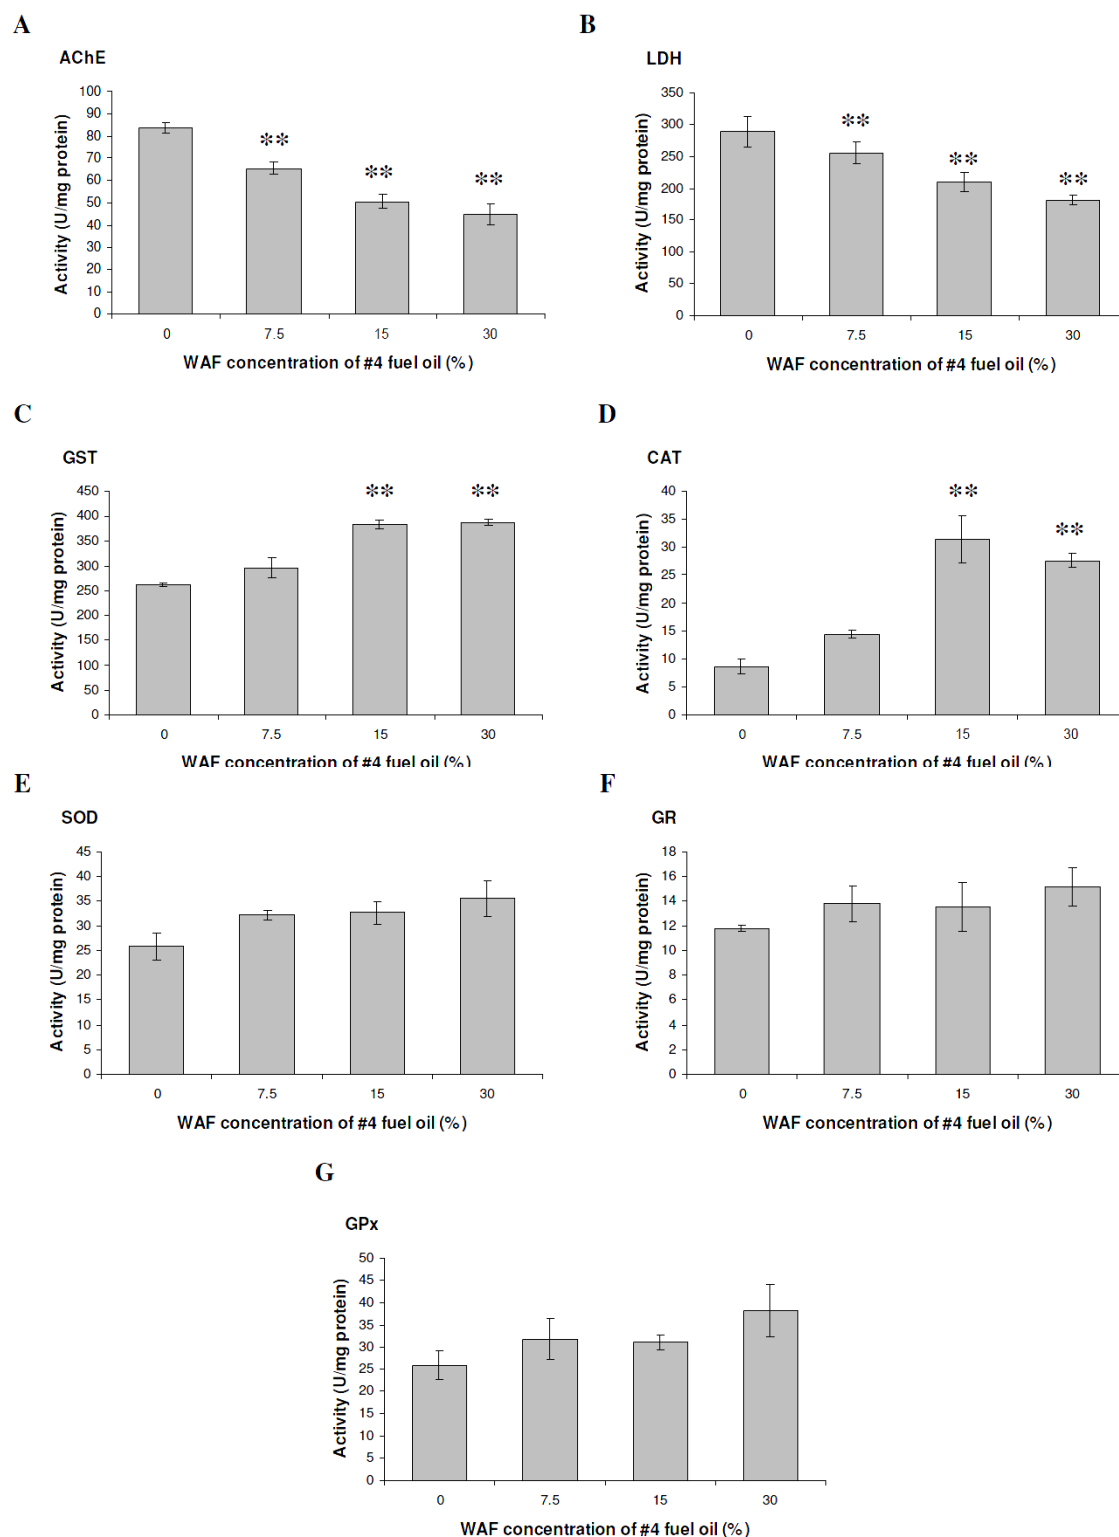 A
AChE
Activity (U/mg protein)
100
90
80
70
60
50
40
30
20
10
0
** ** **
0 7.5 15 30
WAF concentration of #4 fuel oil (%)
B
LDH
Activity (U/mg protein)
350
300
250
200
150
100
50
0
** ** **
0 7.5 15 30
WAF concentration of #4 fuel oil (%)
C
GST
Activity (U/mg protein)
450
400
350
300
250
200
150
100
50
0
** **
0 7.5 15 30
WAF concentration of #4 fuel oil (%)
D
CAT
Activity (U/mg protein)
40
35
30
25
20
15
10
5
0
** **
0 7.5 15 30
WAF concentration of #4 fuel oil (%)
E
SOD
Activity (U/mg protein)
45
40
35
30
25
20
15
10
5
0
0 7.5 15 30
WAF concentration of #4 fuel oil (%)
F
GR
Activity (U/mg protein)
18
16
14
12
10
8
6
4
2
0
0 7.5 15 30
WAF concentration of #4 fuel oil (%)
G
GPx
Activity (U/mg protein)
50
45
40
35
30
25
20
15
10
5
0
0 7.5 15 30
WAF concentration of #4 fuel oil (%)